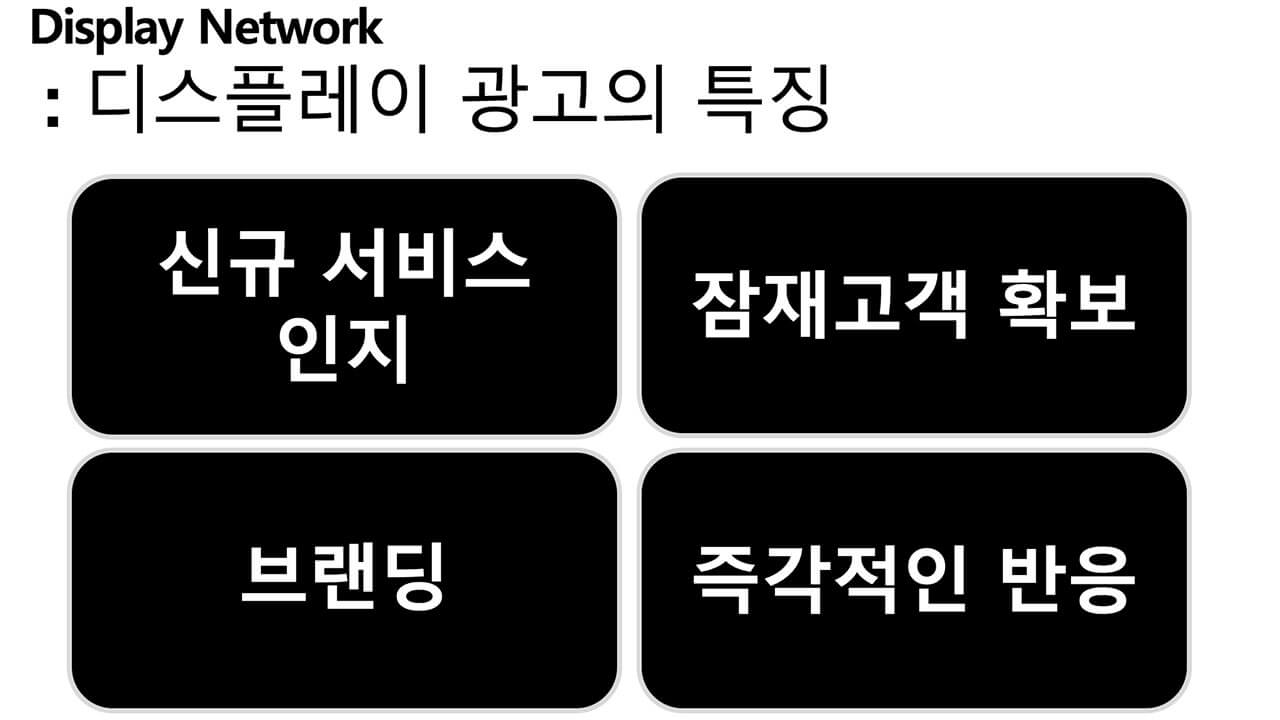 Display Network
: 디스플레이 광고의 특징
신규 서비스
인지
잠재고객 확보
브랜딩
즉각적인 반응